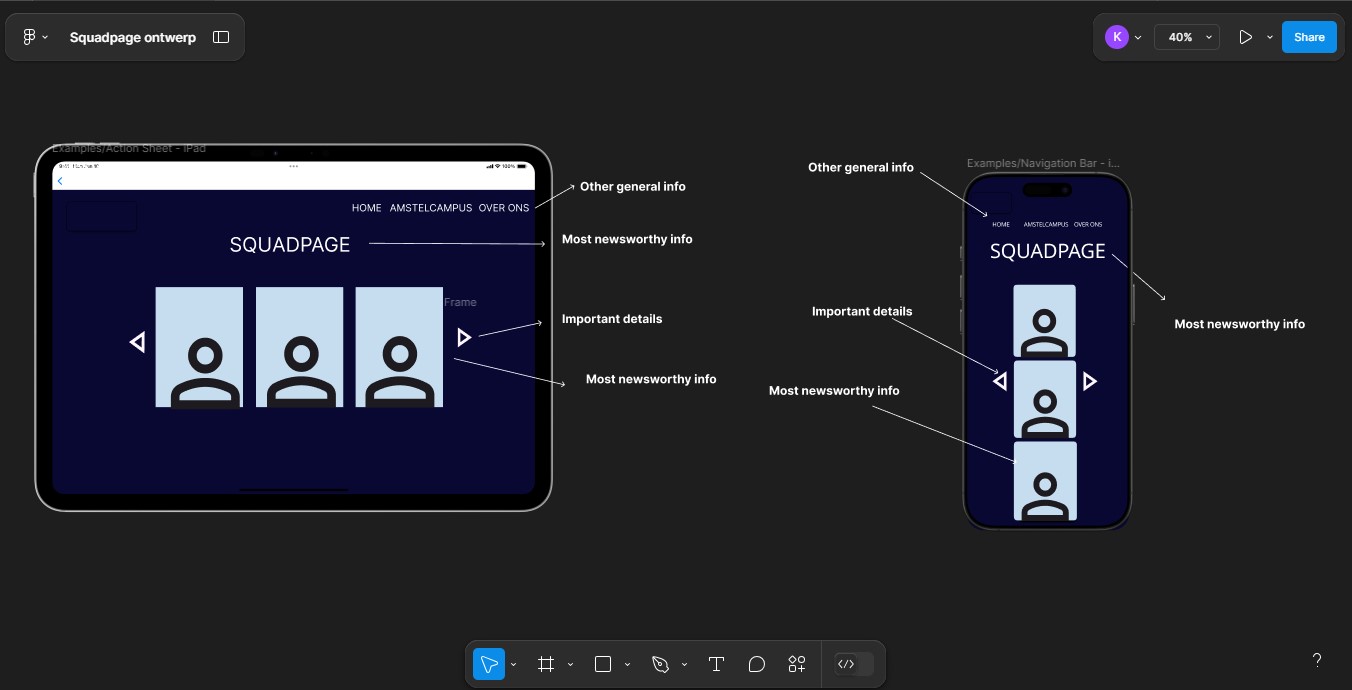 Squadpage ontwerp
K
40%
Share
Examples/Action Sheet - iPad
100%
HOME AMSTELCAMPUS OVER ONS
SQUADPAGE
Frame
Other general info
Most newsworthy info
Important details
Most newsworthy info
Other general info
Important details
Most newsworthy info
Examples/Navigation Bar - i...
HOME AMSTELCAMPUS OVER ONS
SQUADPAGE
Most newsworthy info
T
</>
?